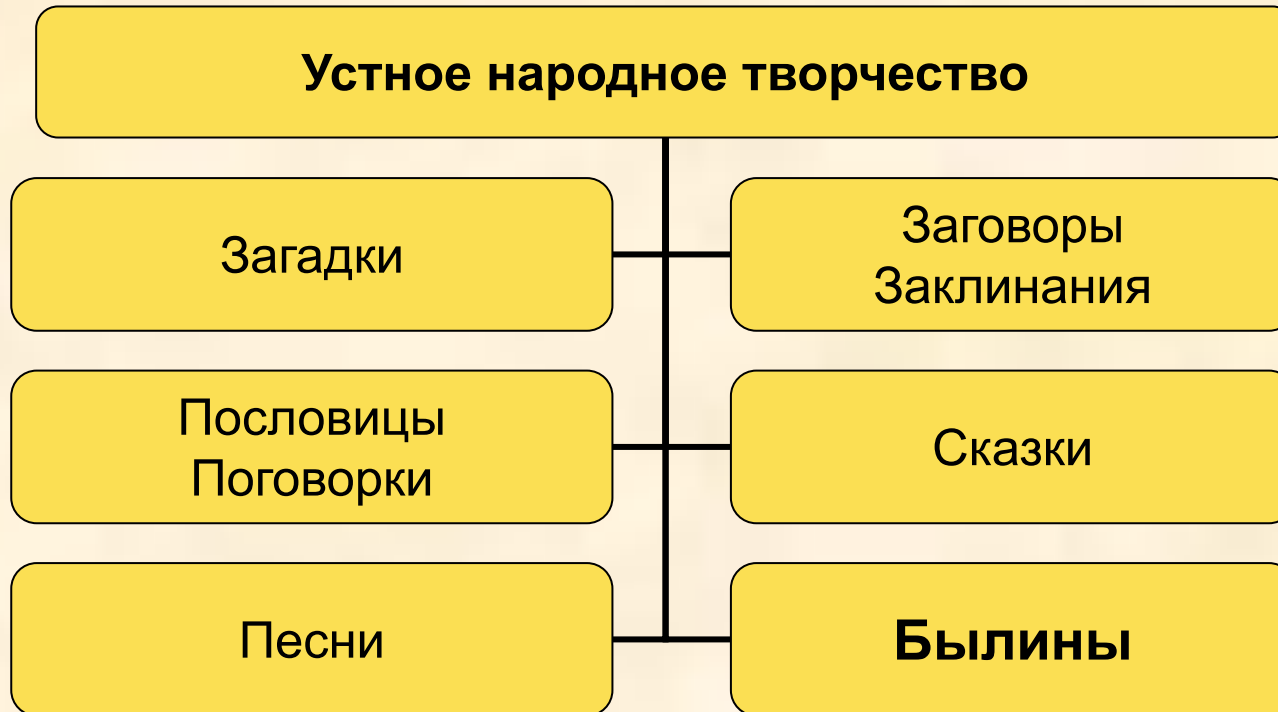 Устное народное творчество
Загадки
Заговоры
Заклинания
Пословицы
Поговорки
Сказки
Песни
Былины